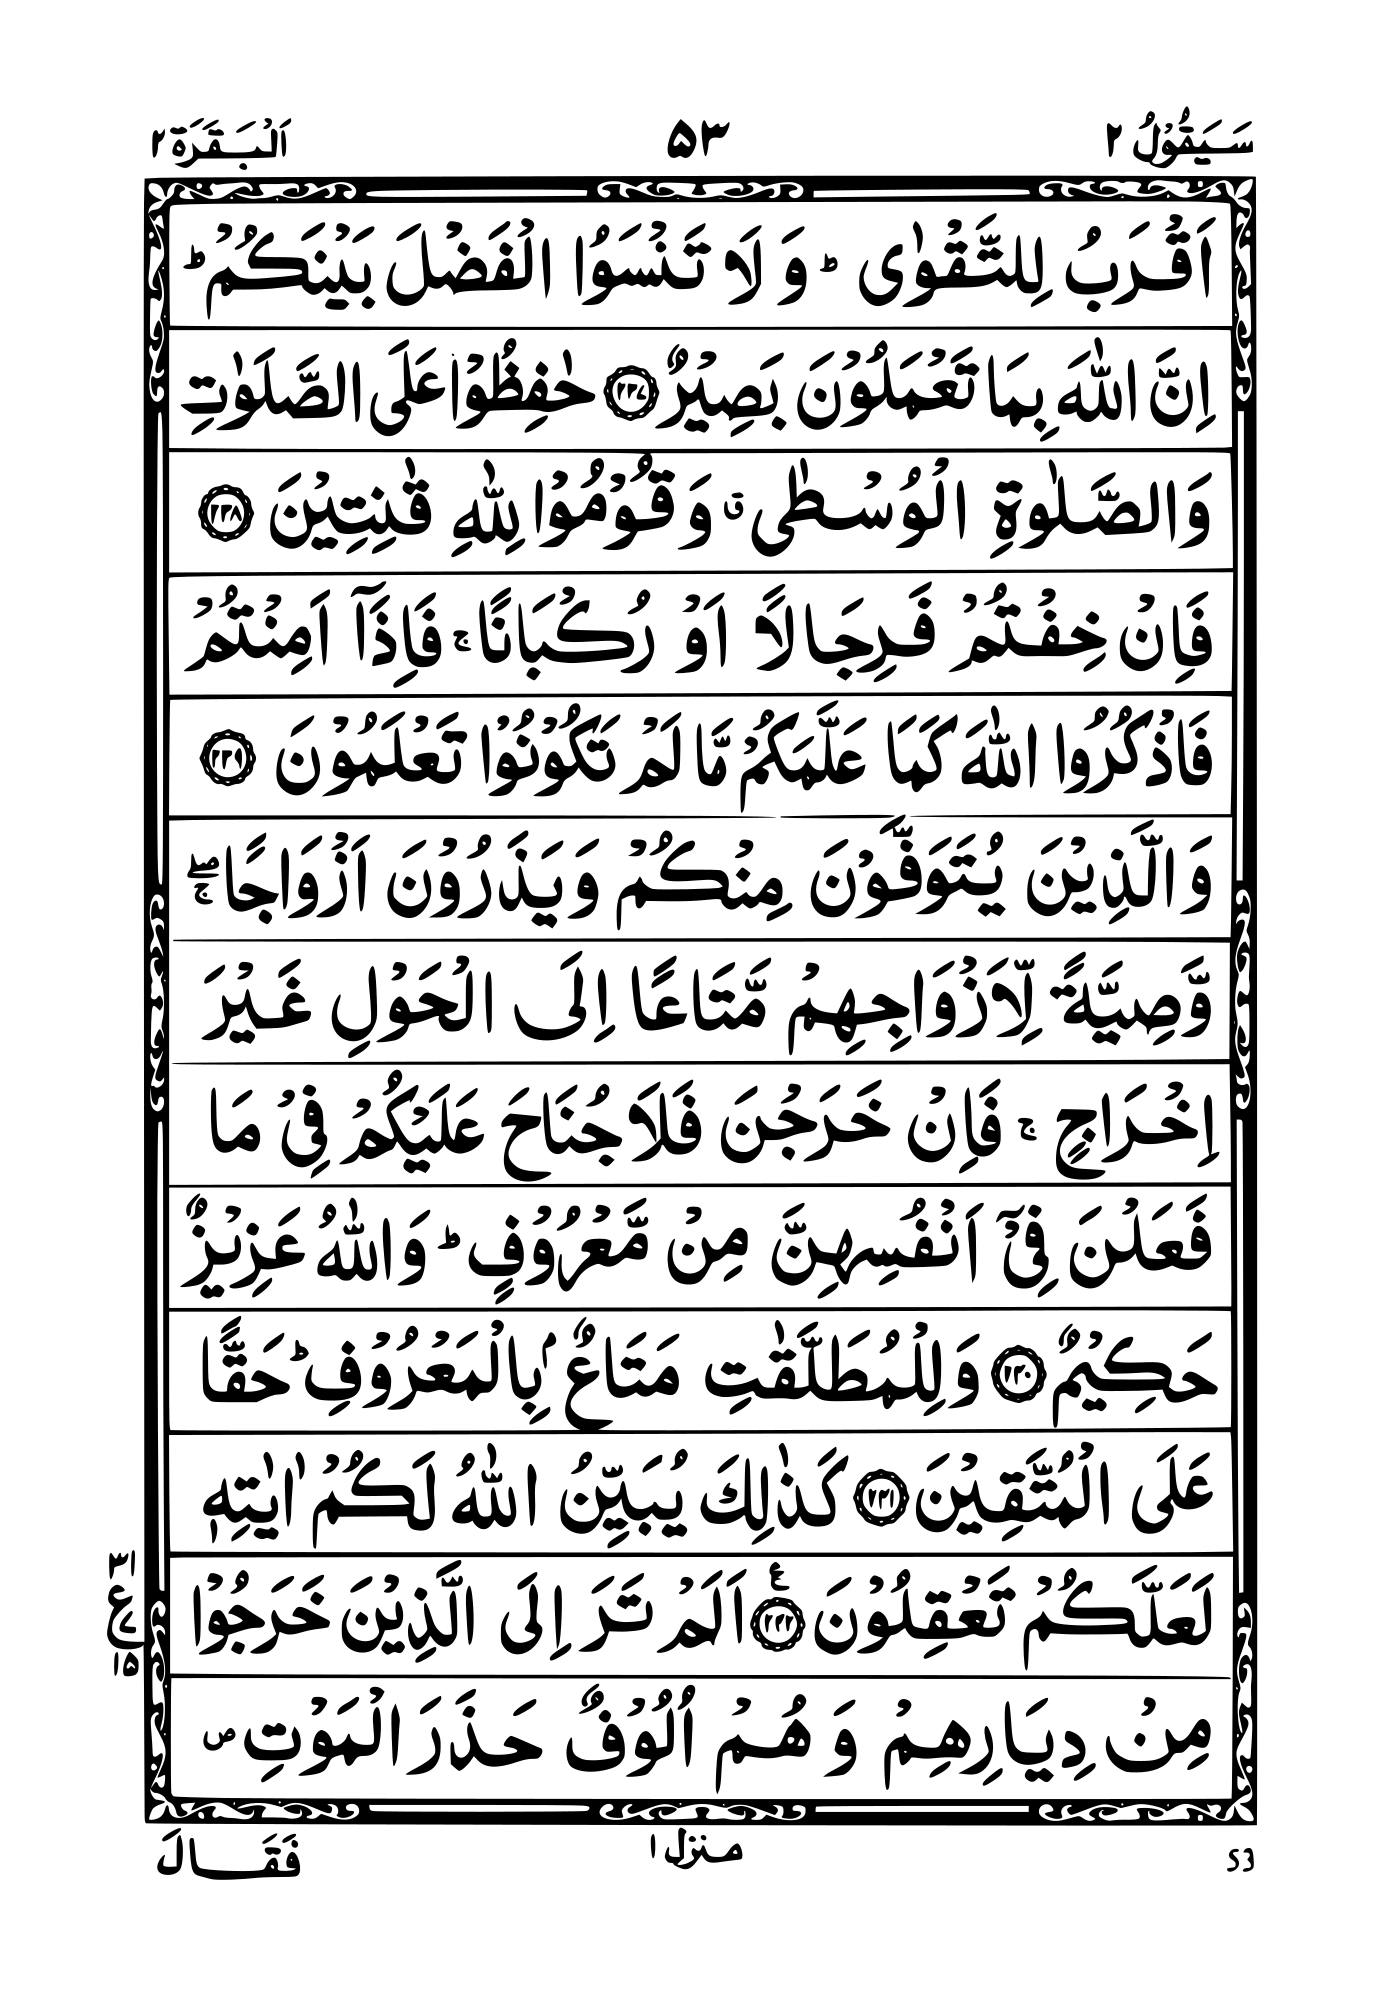 سَيَقُوْلُ ٢
٥٣
اَلْبَقَرَة ٢
اَقْرَبُ لِلتَّقْوٰى ؕ وَ لَا تَنْسَوُا الْفَضْلَ بَيْنَكُمْ ؕ
اِنَّ اللّٰهَ بِمَا تَعْمَلُوْنَ بَصِيْرٌ ﴿٢٣٧﴾ حٰفِظُوْا عَلَى الصَّلَوٰتِ
وَالصَّلٰوةِ الْوُسْطٰى ۗ وَ قُوْمُوْا لِلّٰهِ قٰنِتِيْنَ ﴿٢٣٨﴾
فَاِنْ خِفْتُمْ فَرِجَالًا اَوْ رُكْبَانًا ۚ فَاِذَآ اَمِنْتُمْ
فَاذْكُرُوا اللّٰهَ كَمَا عَلَّمَكُمْ مَّا لَمْ تَكُوْنُوْا تَعْلَمُوْنَ ﴿٢٣٩﴾
وَ الَّذِيْنَ يُتَوَفَّوْنَ مِنْكُمْ وَيَذَرُوْنَ اَزْوَاجًا ۖۚ
وَّصِيَّةً لِّاَزْوَاجِهِمْ مَّتَاعًا اِلَى الْحَوْلِ غَيْرَ
اِخْرَاجٍ ۚ فَاِنْ خَرَجْنَ فَلَا جُنَاحَ عَلَيْكُمْ فِيْ مَا
فَعَلْنَ فِيْٓ اَنْفُسِهِنَّ مِنْ مَّعْرُوْفٍ ؕ وَاللّٰهُ عَزِيْزٌ
حَكِيْمٌ ﴿٢٤٠﴾ وَلِلْمُطَلَّقٰتِ مَتَاعٌۢ بِالْمَعْرُوْفِ ؕ حَقًّا
عَلَى الْمُتَّقِيْنَ ﴿٢٤١﴾ كَذٰلِكَ يُبَيِّنُ اللّٰهُ لَكُمْ اٰيٰتِهٖ
لَعَلَّكُمْ تَعْقِلُوْنَ ﴿٢٤٢﴾ ع اَلَمْ تَرَ اِلَى الَّذِيْنَ خَرَجُوْا
٣١
ع
١٥
مِنْ دِيَارِهِمْ وَ هُمْ اُلُوْفٌ حَذَرَ الْمَوْتِ ص
53
منزل ١
فَقَالَ